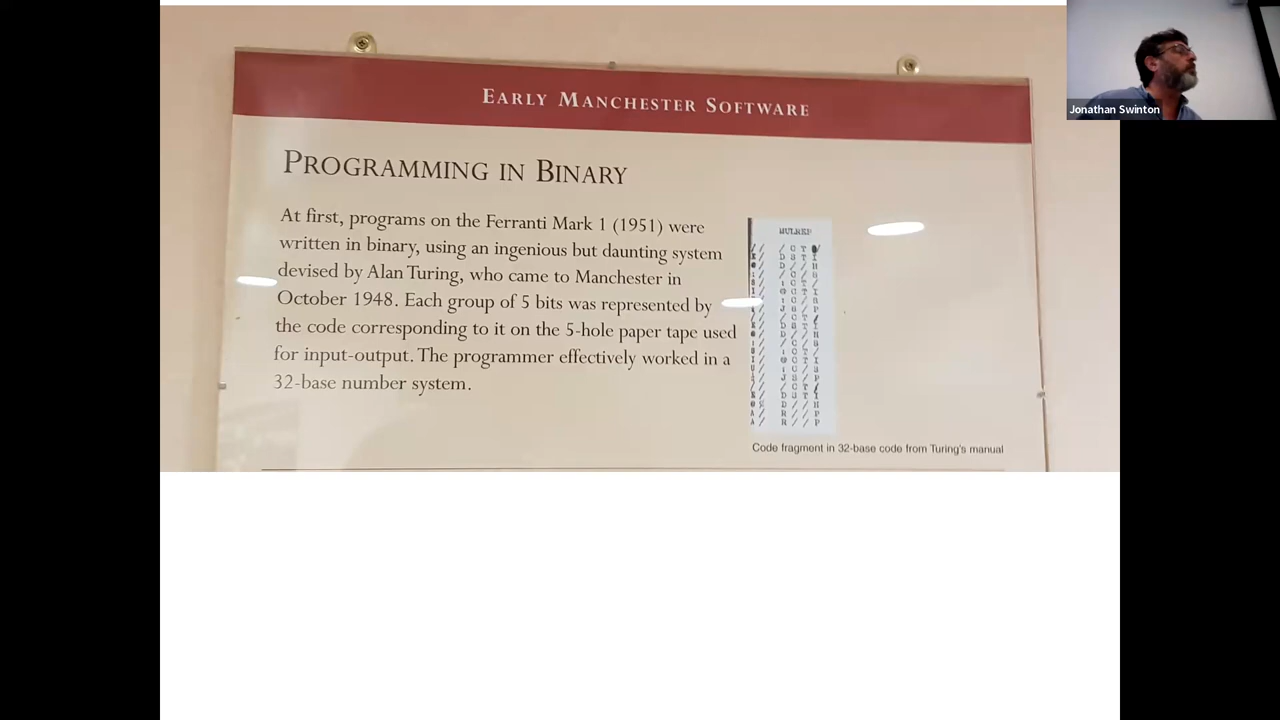 EARLY MANCHESTER SOFTWARE
Jonathan Swinton
PROGRAMMING IN BINARY
At first, programs on the Ferranti Mark 1 (1951) were
written in binary, using an ingenious but daunting system
devised by Alan Turing, who came to Manchester in
October 1948. Each group of 5 bits was represented by
the code corresponding to it on the 5-hole paper tape used
for input-output. The programmer effectively worked in a
32-base number system.
Code fragment in 32-base code from Turing's manual